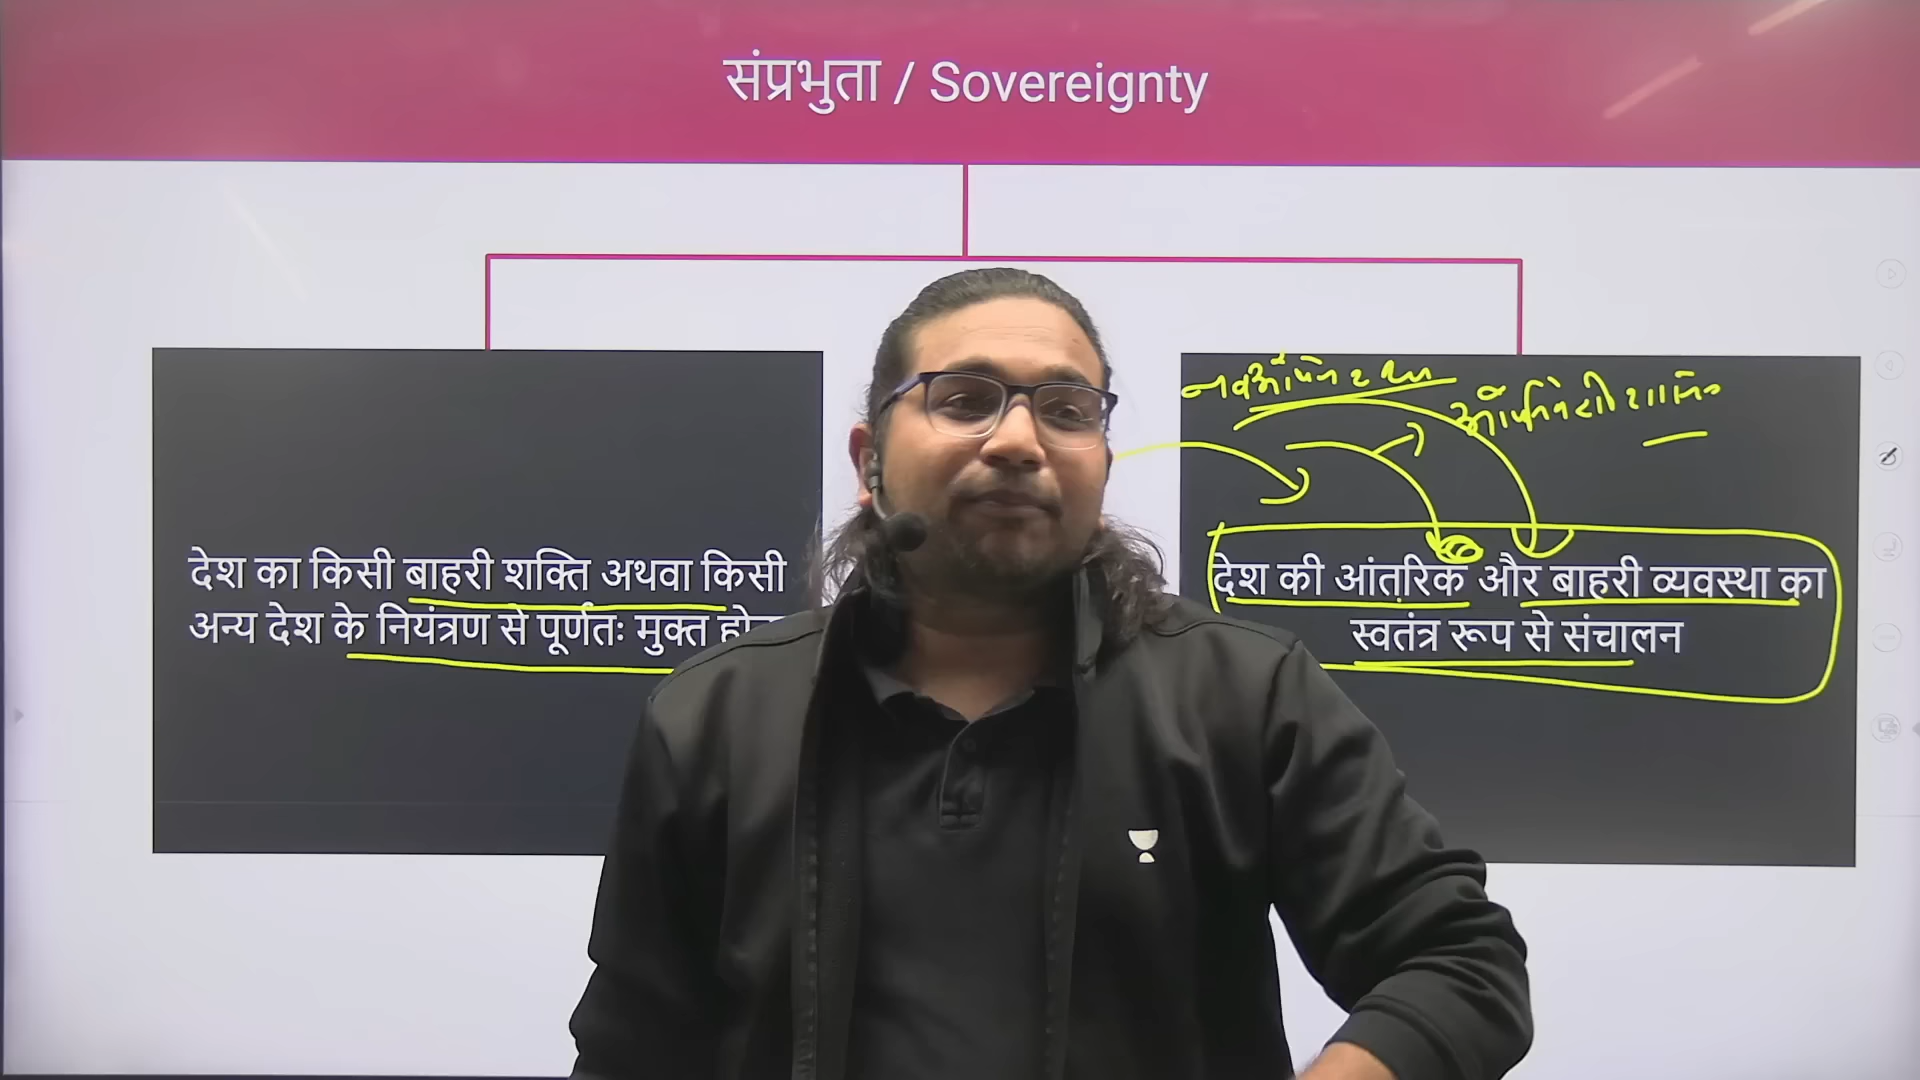 संप्रभुता / Sovereignty
देश का किसी बाहरी शक्ति अथवा किसी
अन्य देश के नियंत्रण से पूर्णतः मुक्त
देश की आंतरिक और बाहरी व्यवस्था का
स्वतंत्र रूप से संचालन